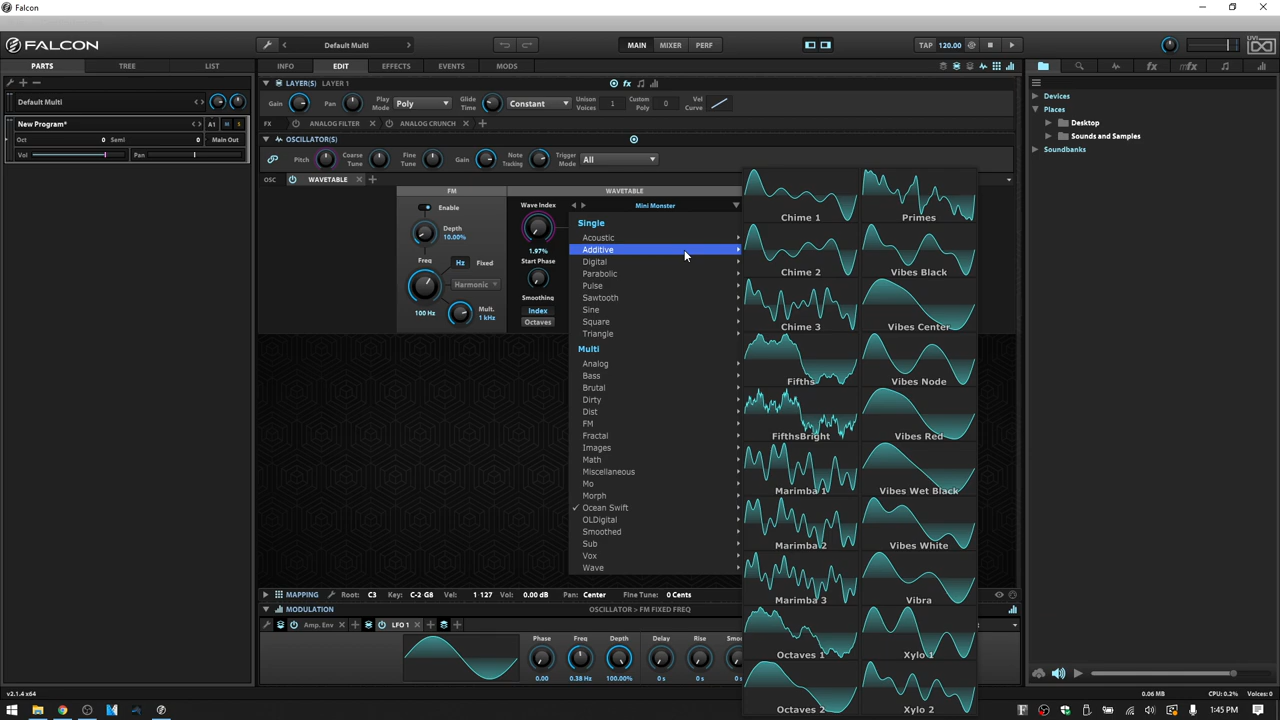 Falcon
FALCON
Default Multi
MAIN MIXER PERF
TAP 120.00
UVI
PARTS TREE LIST
INFO EDIT EFFECTS EVENTS MODS
LAYER(S) LAYER 1
Default Multi
Gain Pan Play Mode Poly Glide Time Constant Unison Voices 1 Custom Poly 0 Vel Curve
New Program* A1 M S
Oct 0 Semi 0 Main Out
Vol Pan
FX ANALOG FILTER ANALOG CRUNCH
OSCILLATOR(S)
Pitch Coarse Tune Fine Tune Gain Note Tracking Trigger Mode All
OSC WAVETABLE
FM WAVETABLE
Enable
Depth
10.00%
Freq
Hz Fixed
Harmonic
100 Hz
Mult.
1 kHz
Wave Index
1.97%
Start Phase
Smoothing
Index
Octaves
Mini Monster
Single
Acoustic
Additive
Digital
Parabolic
Pulse
Sawtooth
Sine
Square
Triangle
Multi
Analog
Bass
Brutal
Dirty
Dist
FM
Fractal
Images
Math
Miscellaneous
Mo
Morph
Ocean Swift
OLDigital
Smoothed
Sub
Vox
Wave
Chime 1 Primes
Chime 2 Vibes Black
Chime 3 Vibes Center
Fifths Vibes Node
FifthsBright Vibes Red
Marimba 1 Vibes Wet Black
Marimba 2 Vibes White
Marimba 3 Vibra
Octaves 1 Xylo 1
Octaves 2 Xylo 2
Devices
Places
Desktop
Sounds and Samples
Soundbanks
MAPPING Root: C3 Key: C-2 G8 Vel: 1 127 Vol: 0.00 dB Pan: Center Fine Tune: 0 Cents
MODULATION OSCILLATOR > FM FIXED FREQ
Amp. Env LFO 1
Phase Freq Depth Delay Rise Smoo
0.00 0.38 Hz 100.00% 0 s 0 s 0 s
v2.1.4 x64
0.06 MB CPU: 0.2% Voices: 0
1:45 PM